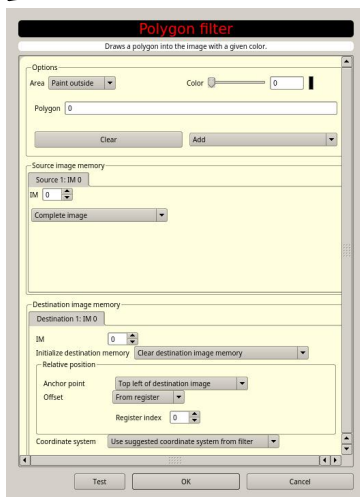 Polygon filter
Draws a polygon into the image with a given color.
Options
Area Paint outside Color 0
Polygon 0
Clear Add
Source image memory
Source 1: IM 0
IM 0
Complete image
Destination image memory
Destination 1: IM 0
IM 0
Initialize destination memory Clear destination image memory
Relative position
Anchor point Top left of destination image
Offset From register
Register index 0
Coordinate system Use suggested coordinate system from filter
Test OK Cancel